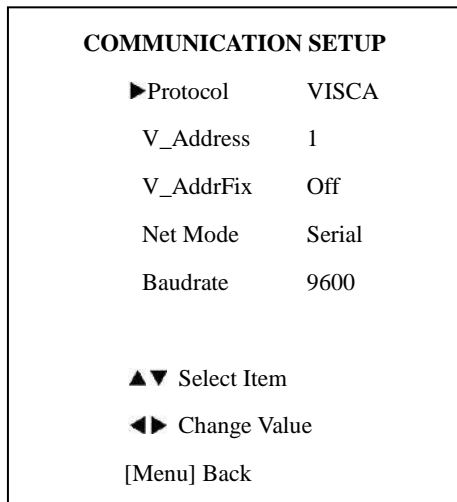 COMMUNICATION SETUP
▶Protocol VISCA
V_Address 1
V_AddrFix Off
Net Mode Serial
Baudrate 9600
▲▼ Select Item
◀▶ Change Value
[Menu] Back